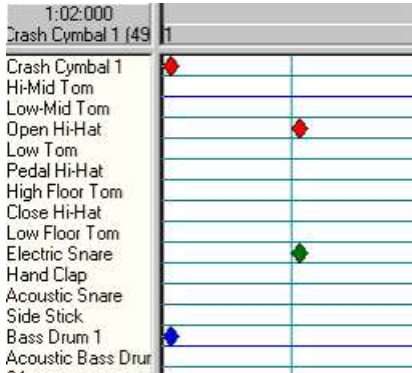 1:02:000
Crash Cymbal 1 (49
1
Crash Cymbal 1
Hi-Mid Tom
Low-Mid Tom
Open Hi-Hat
Low Tom
Pedal Hi-Hat
High Floor Tom
Close Hi-Hat
Low Floor Tom
Electric Snare
Hand Clap
Acoustic Snare
Side Stick
Bass Drum 1
Acoustic Bass Drur